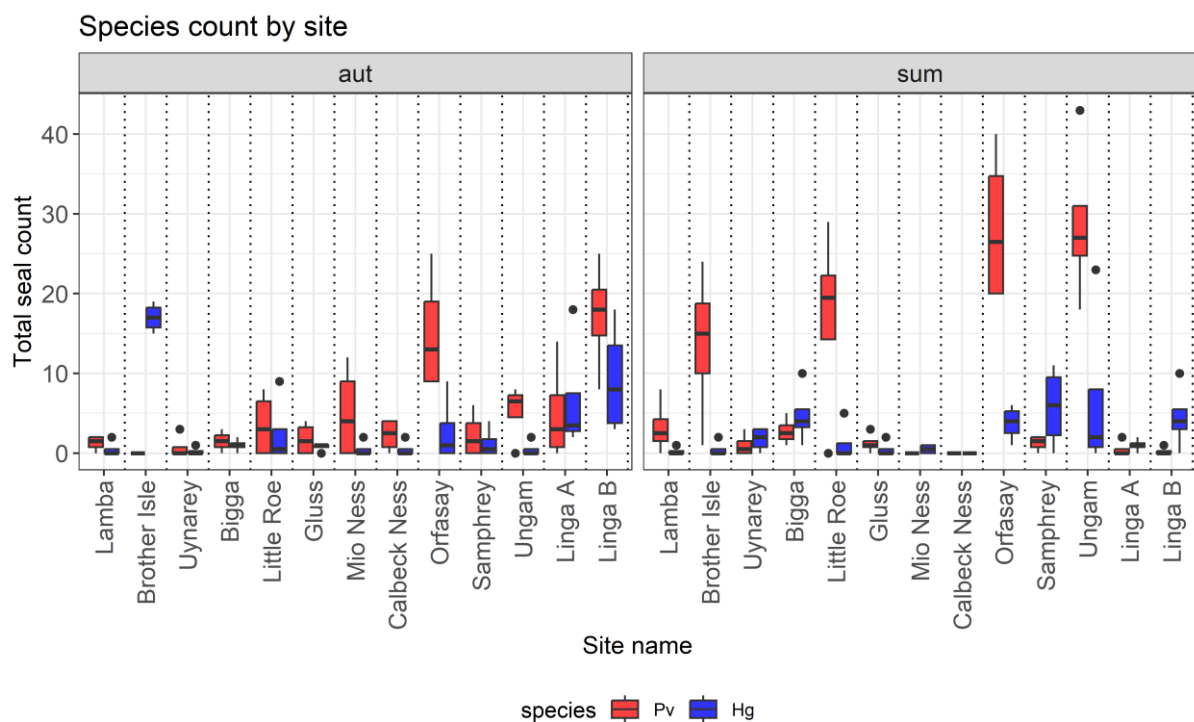 Species count by site
aut
sum
Total seal count
40
30
20
10
0
Lamba
Brother Isle
Uynarey
Bigga
Little Roe
Gluss
Mio Ness
Calbeck Ness
Orfasay
Samphrey
Ungam
Linga A
Linga B
Lamba
Brother Isle
Uynarey
Bigga
Little Roe
Gluss
Mio Ness
Calbeck Ness
Orfasay
Samphrey
Ungam
Linga A
Linga B
Site name
species Pv Hg